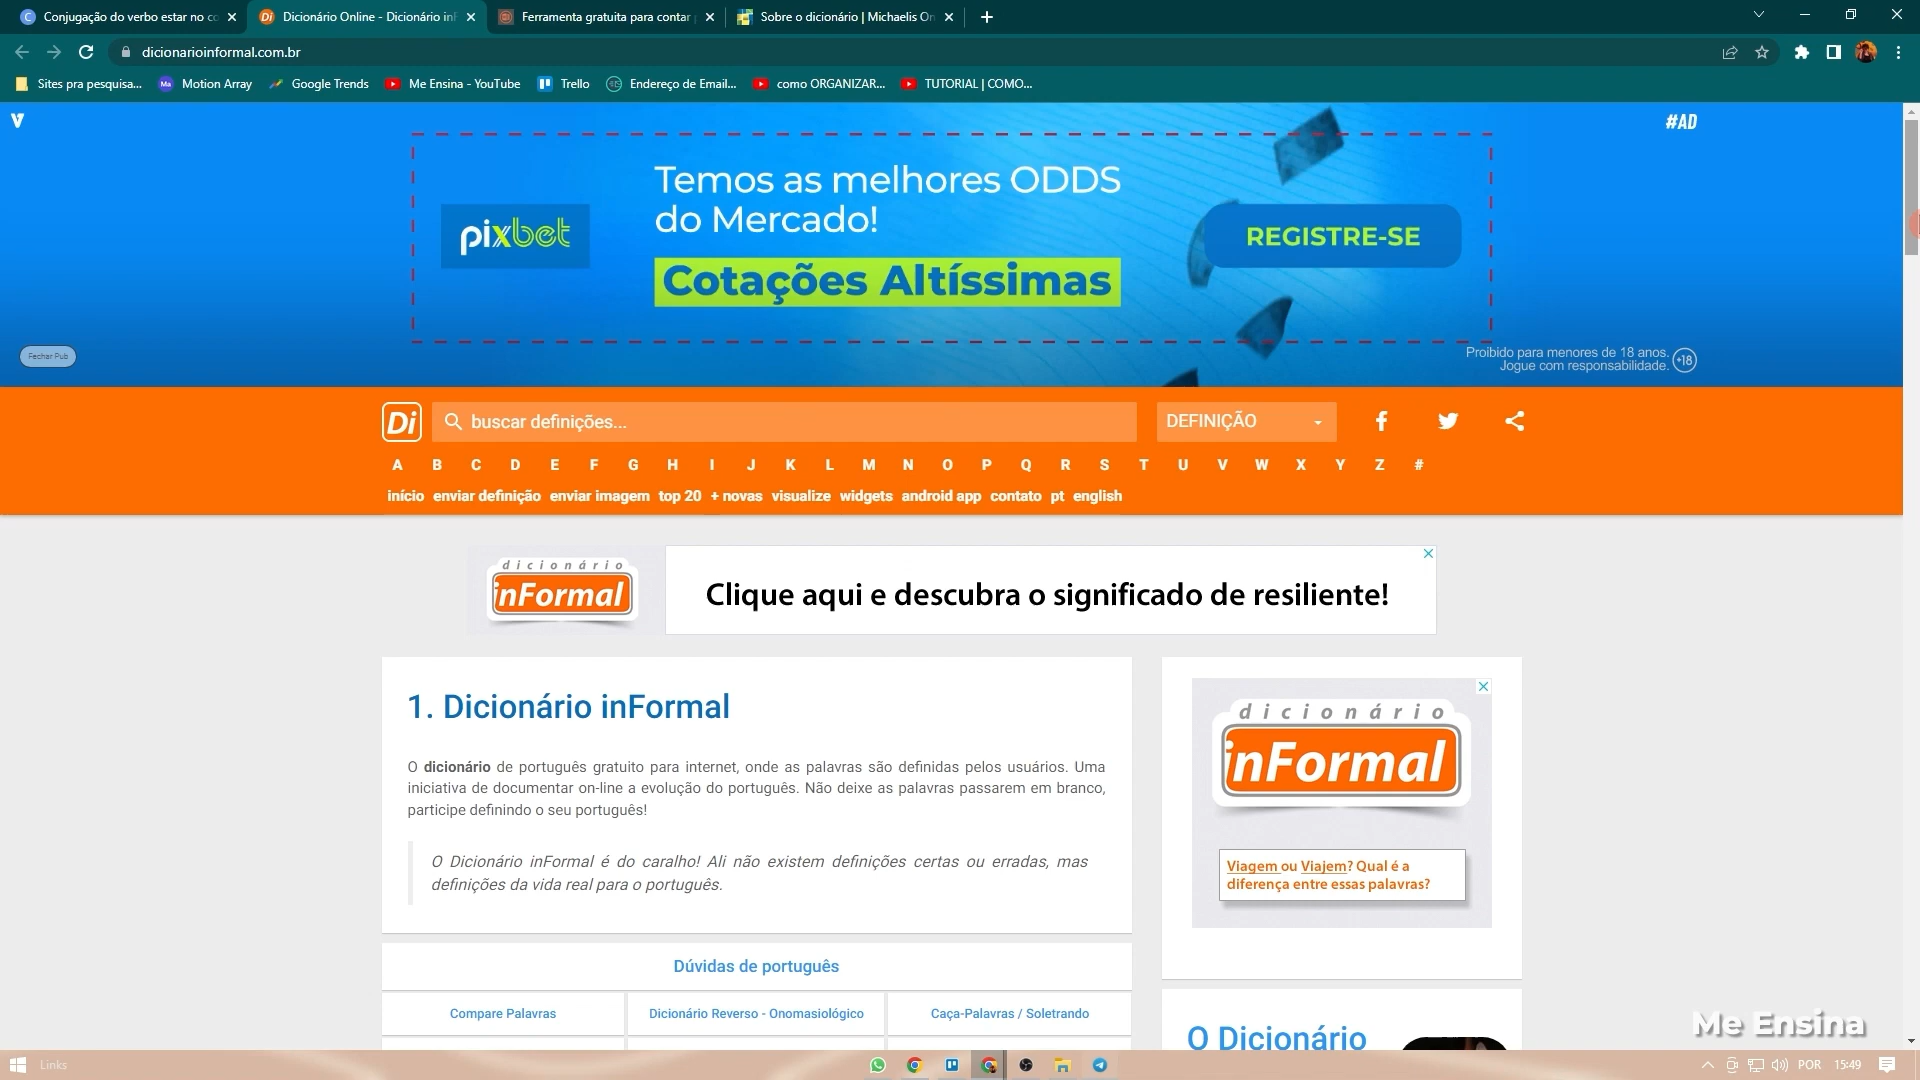 Conjugação do verbo estar no co
Dicionário Online - Dicionário inF
Ferramenta gratuita para contar p
Sobre o dicionário | Michaelis On
dicionarioinformal.com.br
Sites pra pesquisa...
Motion Array
Google Trends
Me Ensina - YouTube
Trello
Endereço de Email...
como ORGANIZAR...
TUTORIAL | COMO...
#AD
Temos as melhores ODDS
do Mercado!
pixbet
REGISTRE-SE
Cotações Altíssimas
Fechar Pub
Proibido para menores de 18 anos.
Jogue com responsabilidade.
+18
Di
buscar definições...
DEFINIÇÃO
A B C D E F G H I J K L M N O P Q R S T U V W X Y Z #
início enviar definição enviar imagem top 20 + novas visualize widgets android app contato pt english
dicionário
inFormal
Clique aqui e descubra o significado de resiliente!
1. Dicionário inFormal
O dicionário de português gratuito para internet, onde as palavras são definidas pelos usuários. Uma
iniciativa de documentar on-line a evolução do português. Não deixe as palavras passarem em branco,
participe definindo o seu português!
O Dicionário inFormal é do caralho! Ali não existem definições certas ou erradas, mas
definições da vida real para o português.
dicionário
inFormal
Viagem ou Viajem? Qual é a
diferença entre essas palavras?
Dúvidas de português
Compare Palavras
Dicionário Reverso - Onomasiológico
Caça-Palavras / Soletrando
O Dicionário
Me Ensina
Links
POR
15:49